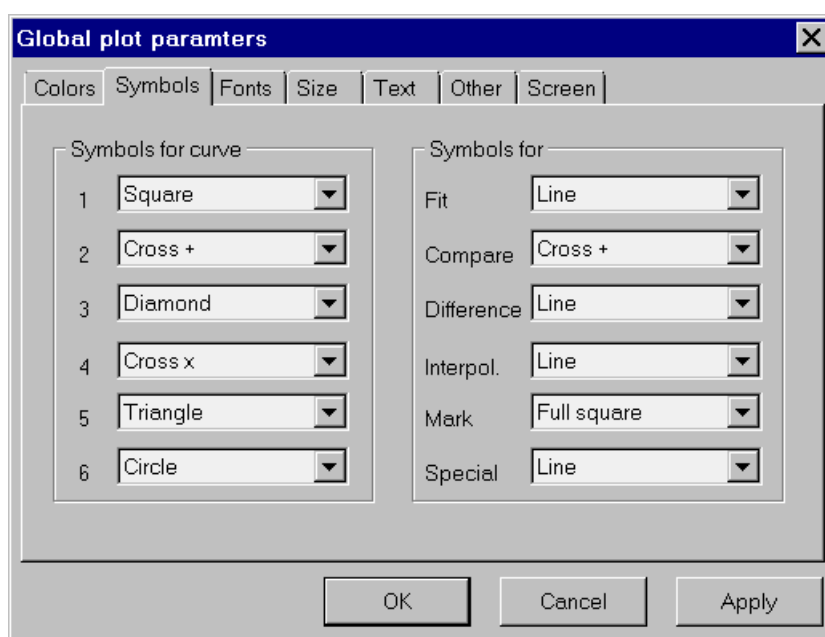 Global plot paramters
Colors Symbols Fonts Size Text Other Screen
Symbols for curve
1 Square
2 Cross +
3 Diamond
4 Cross x
5 Triangle
6 Circle
Symbols for
Fit Line
Compare Cross +
Difference Line
Interpol. Line
Mark Full square
Special Line
OK Cancel Apply